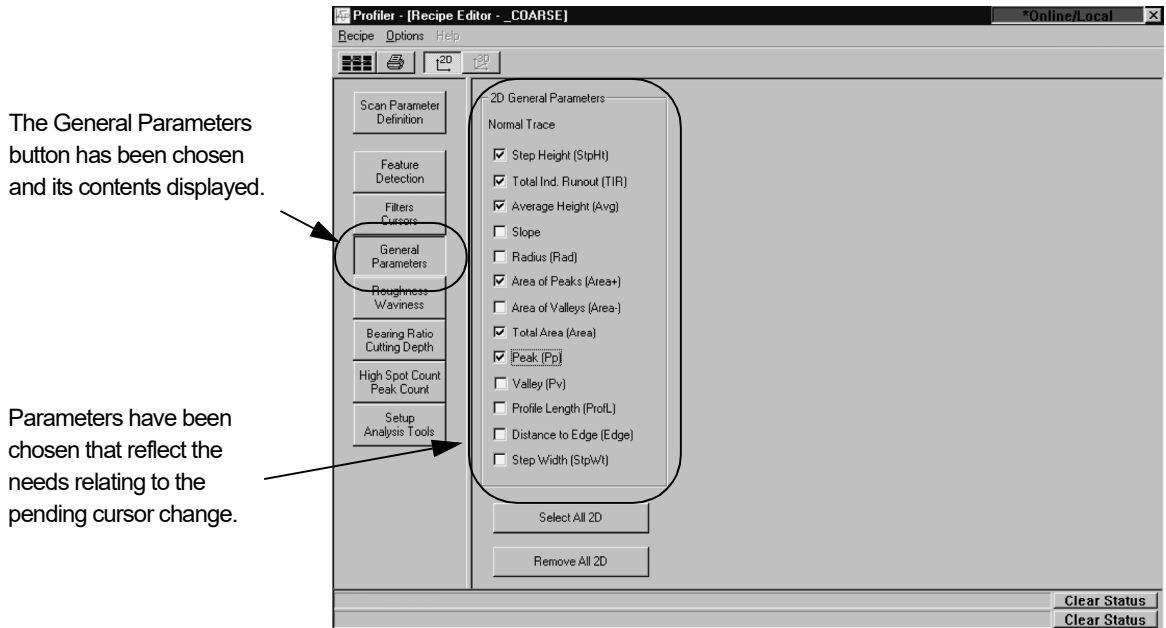 Profiler - [Recipe Editor - _COARSE]
*Online/Local
Recipe Options Help
2D
3D
The General Parameters
button has been chosen
and its contents displayed.
Parameters have been
chosen that reflect the
needs relating to the
pending cursor change.
Scan Parameter
Definition
Feature
Detection
Filters
Cursors
General
Parameters
Roughness
Waviness
Bearing Ratio
Cutting Depth
High Spot Count
Peak Count
Setup
Analysis Tools
2D General Parameters
Normal Trace
Step Height (StpHt)
Total Ind. Runout (TIR)
Average Height (Avg)
Slope
Radius (Rad)
Area of Peaks (Area+)
Area of Valleys (Area-)
Total Area (Area)
Peak (Pp)
Valley (Pv)
Profile Length (ProfL)
Distance to Edge (Edge)
Step Width (StpWt)
Select All 2D
Remove All 2D
Clear Status
Clear Status